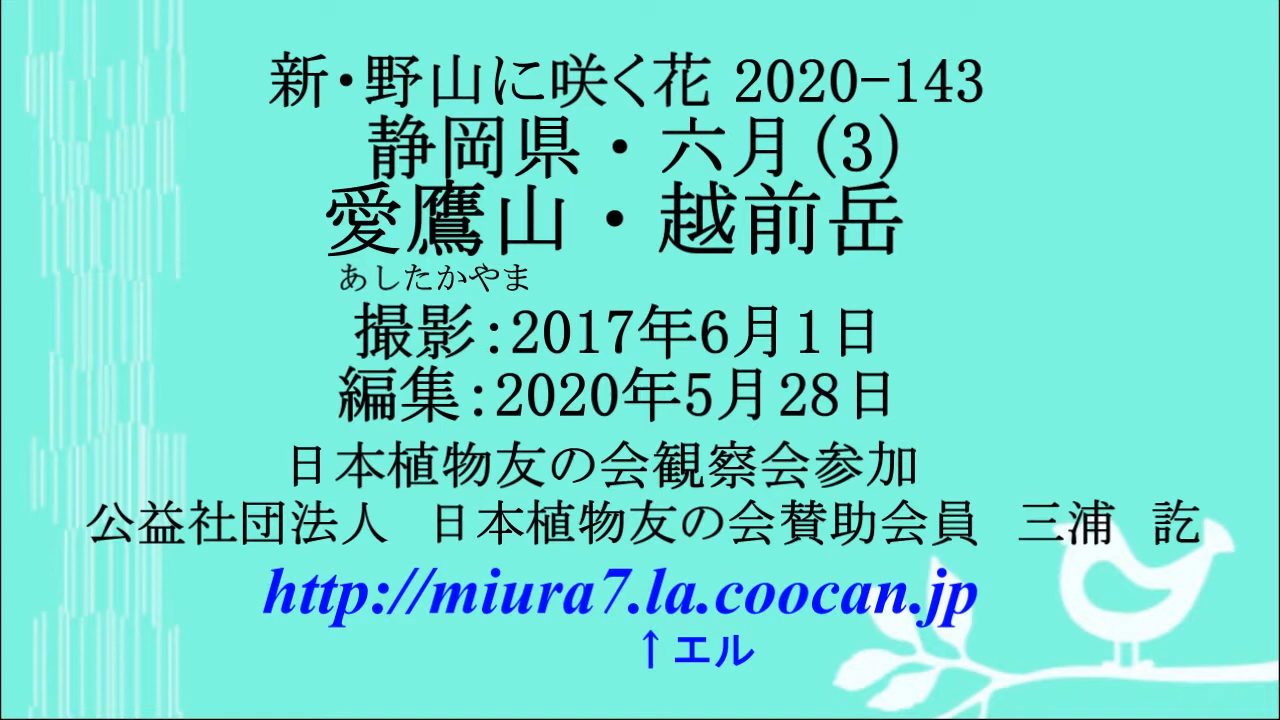 新・野山に咲く花 2020-143
静岡県・六月(3)
愛鷹山・越前岳
あしたかやま
撮影:2017年6月1日
編集:2020年5月28日
日本植物友の会観察会参加
公益社団法人　日本植物友の会賛助会員　三浦　訖
http://miura7.la.coocan.jp
↑エル